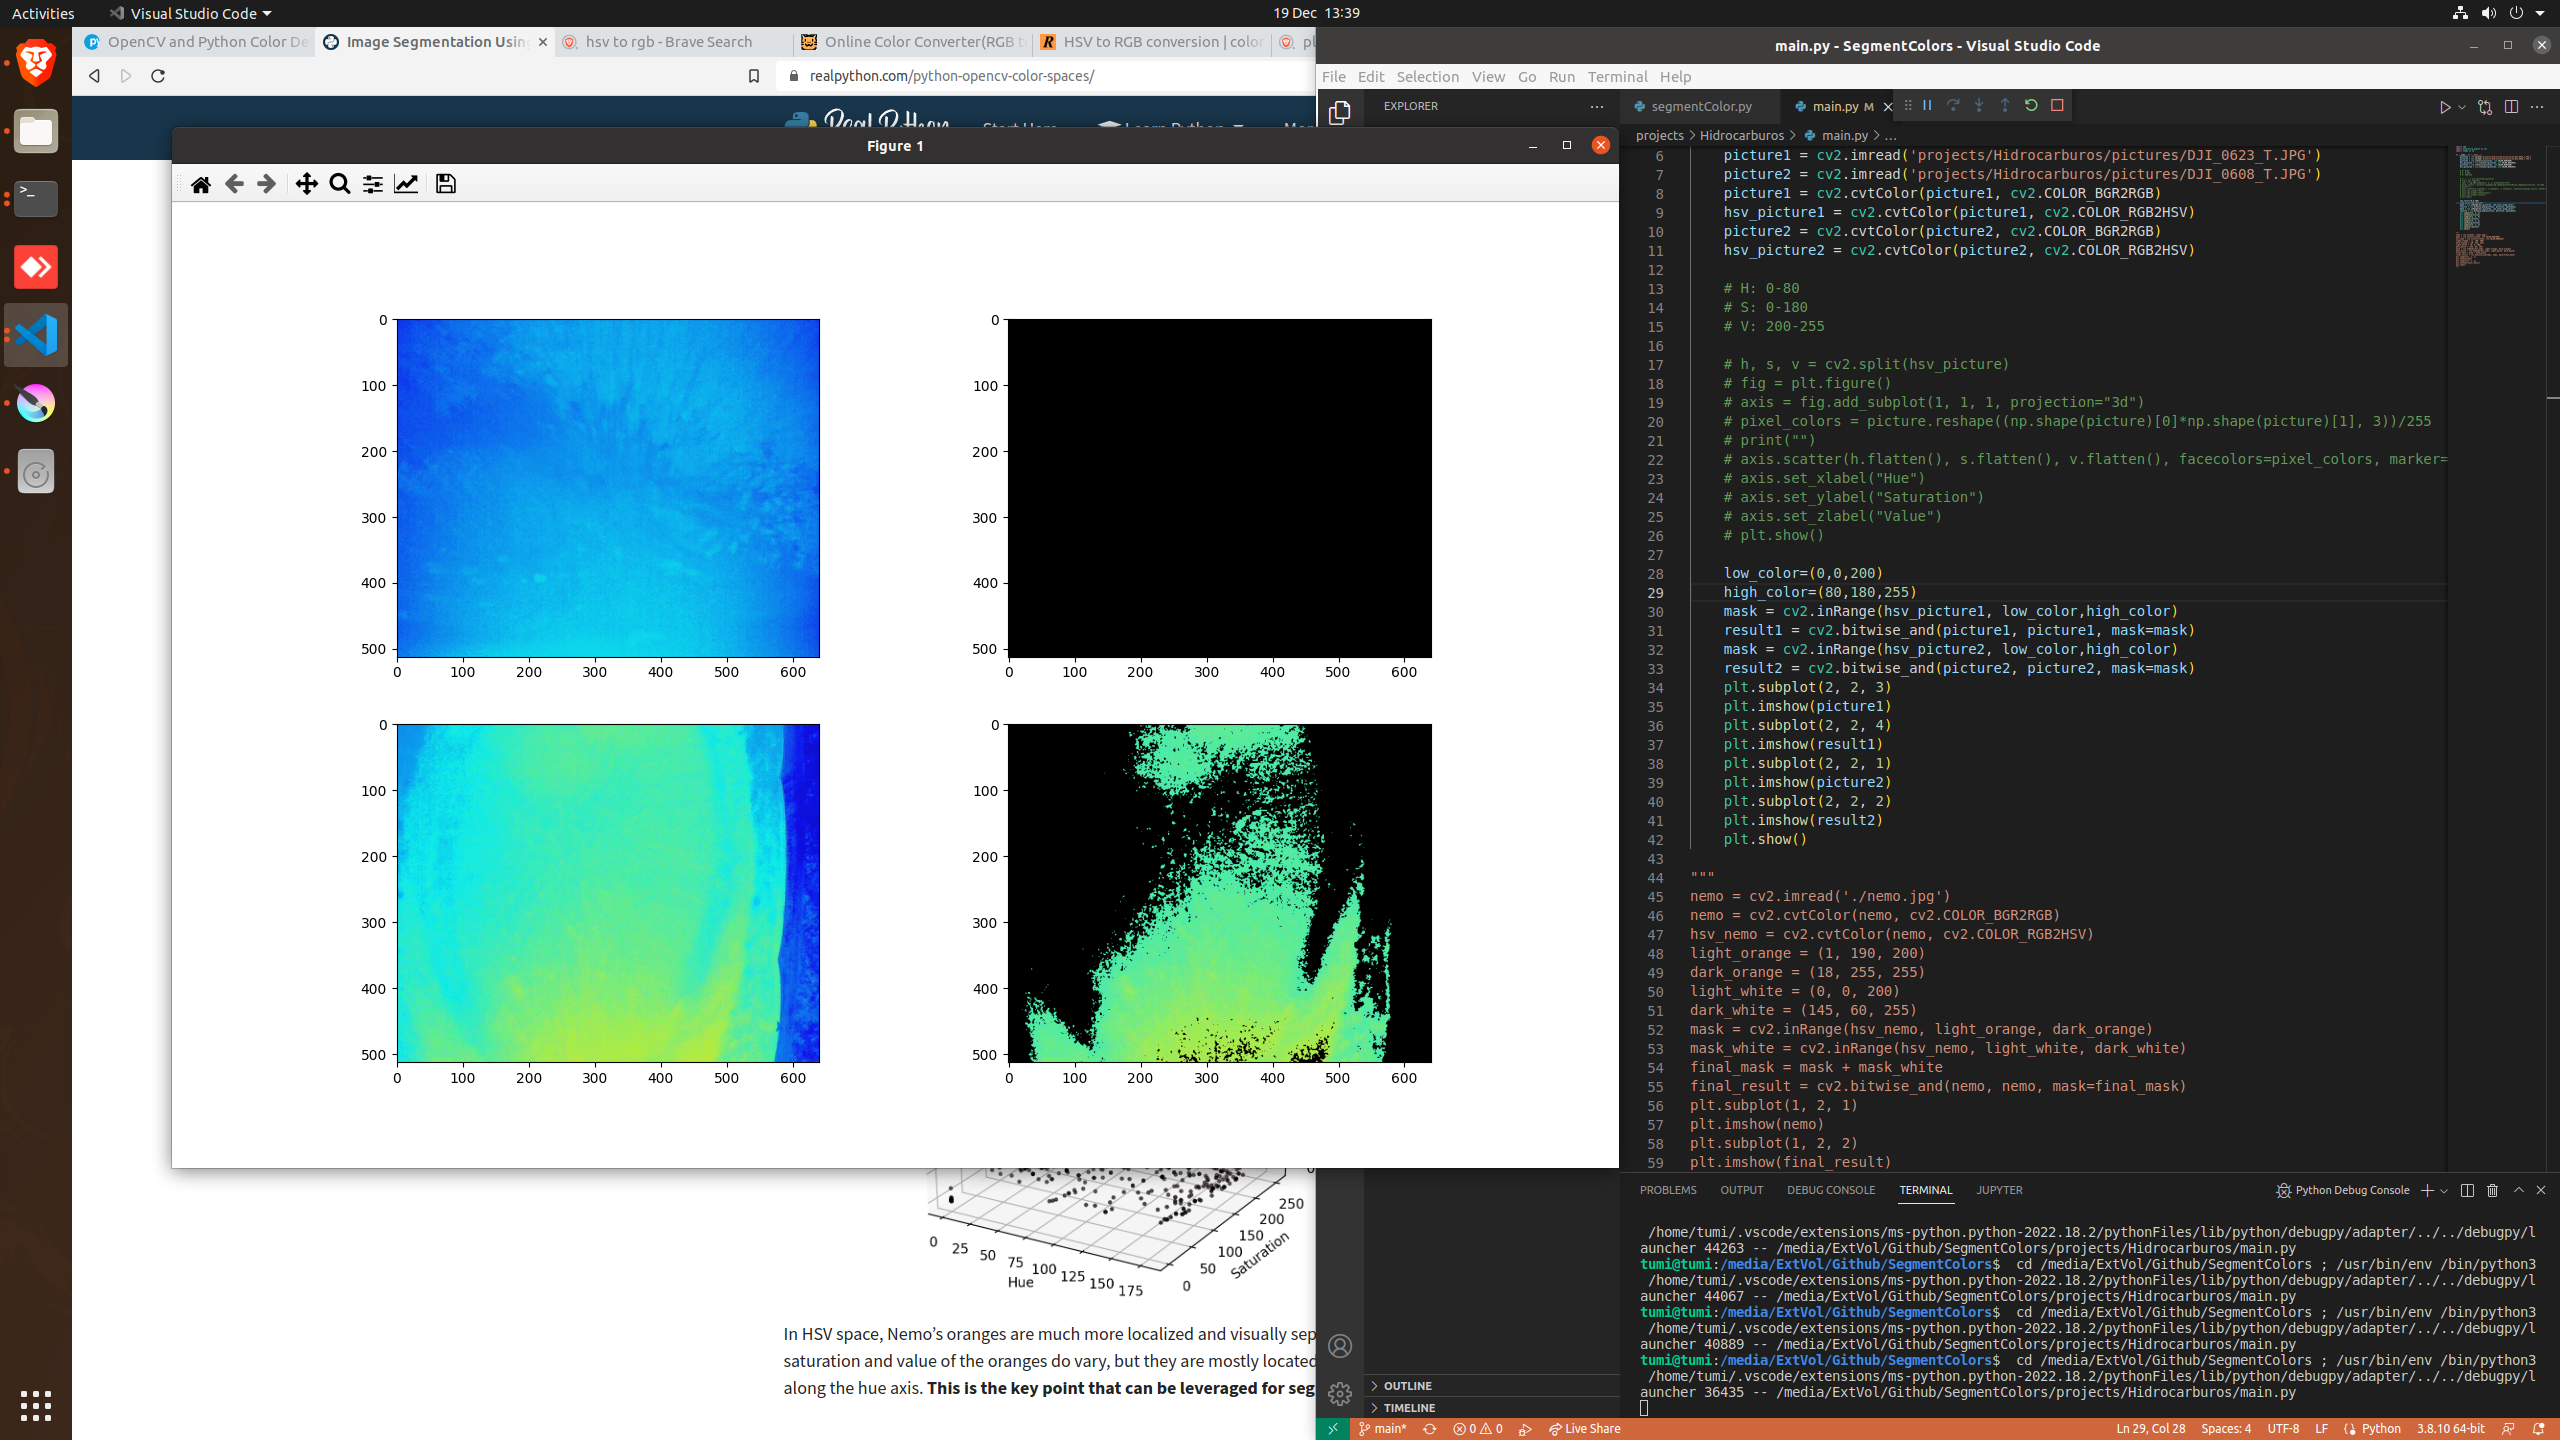 Activities
Visual Studio Code
19 Dec 13:39
OpenCV and Python Color De
Image Segmentation Using
hsv to rgb - Brave Search
Online Color Converter(RGB t
HSV to RGB conversion | color
realpython.com/python-opencv-color-spaces/
Figure 1
0
100
200
300
400
500
0 100 200 300 400 500 600
0
100
200
300
400
500
0 100 200 300 400 500 600
0
100
200
300
400
500
0 100 200 300 400 500 600
0
100
200
300
400
500
0 100 200 300 400 500 600
0 25 50 75 100 125 150 175
Hue
0 50 100 150 200 250
Saturation
In HSV space, Nemo’s oranges are much more localized and visually sep
saturation and value of the oranges do vary, but they are mostly located
along the hue axis. This is the key point that can be leveraged for seg
main.py - SegmentColors - Visual Studio Code
File Edit Selection View Go Run Terminal Help
EXPLORER
segmentColor.py
main.py M
projects > Hidrocarburos > main.py > ...
6 picture1 = cv2.imread('projects/Hidrocarburos/pictures/DJI_0623_T.JPG')
7 picture2 = cv2.imread('projects/Hidrocarburos/pictures/DJI_0608_T.JPG')
8 picture1 = cv2.cvtColor(picture1, cv2.COLOR_BGR2RGB)
9 hsv_picture1 = cv2.cvtColor(picture1, cv2.COLOR_RGB2HSV)
10 picture2 = cv2.cvtColor(picture2, cv2.COLOR_BGR2RGB)
11 hsv_picture2 = cv2.cvtColor(picture2, cv2.COLOR_RGB2HSV)
12
13 # H: 0-80
14 # S: 0-180
15 # V: 200-255
16
17 # h, s, v = cv2.split(hsv_picture)
18 # fig = plt.figure()
19 # axis = fig.add_subplot(1, 1, 1, projection="3d")
20 # pixel_colors = picture.reshape((np.shape(picture)[0]*np.shape(picture)[1], 3))/255
21 # print("")
22 # axis.scatter(h.flatten(), s.flatten(), v.flatten(), facecolors=pixel_colors, marker=
23 # axis.set_xlabel("Hue")
24 # axis.set_ylabel("Saturation")
25 # axis.set_zlabel("Value")
26 # plt.show()
27
28 low_color=(0,0,200)
29 high_color=(80,180,255)
30 mask = cv2.inRange(hsv_picture1, low_color,high_color)
31 result1 = cv2.bitwise_and(picture1, picture1, mask=mask)
32 mask = cv2.inRange(hsv_picture2, low_color,high_color)
33 result2 = cv2.bitwise_and(picture2, picture2, mask=mask)
34 plt.subplot(2, 2, 3)
35 plt.imshow(picture1)
36 plt.subplot(2, 2, 4)
37 plt.imshow(result1)
38 plt.subplot(2, 2, 1)
39 plt.imshow(picture2)
40 plt.subplot(2, 2, 2)
41 plt.imshow(result2)
42 plt.show()
43
44 """
45 nemo = cv2.imread('./nemo.jpg')
46 nemo = cv2.cvtColor(nemo, cv2.COLOR_BGR2RGB)
47 hsv_nemo = cv2.cvtColor(nemo, cv2.COLOR_RGB2HSV)
48 light_orange = (1, 190, 200)
49 dark_orange = (18, 255, 255)
50 light_white = (0, 0, 200)
51 dark_white = (145, 60, 255)
52 mask = cv2.inRange(hsv_nemo, light_orange, dark_orange)
53 mask_white = cv2.inRange(hsv_nemo, light_white, dark_white)
54 final_mask = mask + mask_white
55 final_result = cv2.bitwise_and(nemo, nemo, mask=final_mask)
56 plt.subplot(1, 2, 1)
57 plt.imshow(nemo)
58 plt.subplot(1, 2, 2)
59 plt.imshow(final_result)
PROBLEMS OUTPUT DEBUG CONSOLE TERMINAL JUPYTER
Python Debug Console
/home/tumi/.vscode/extensions/ms-python.python-2022.18.2/pythonFiles/lib/python/debugpy/adapter/../../debugpy/l
auncher 44263 -- /media/ExtVol/Github/SegmentColors/projects/Hidrocarburos/main.py
tumi@tumi:/media/ExtVol/Github/SegmentColors$ cd /media/ExtVol/Github/SegmentColors ; /usr/bin/env /bin/python3
/home/tumi/.vscode/extensions/ms-python.python-2022.18.2/pythonFiles/lib/python/debugpy/adapter/../../debugpy/l
auncher 44067 -- /media/ExtVol/Github/SegmentColors/projects/Hidrocarburos/main.py
tumi@tumi:/media/ExtVol/Github/SegmentColors$ cd /media/ExtVol/Github/SegmentColors ; /usr/bin/env /bin/python3
/home/tumi/.vscode/extensions/ms-python.python-2022.18.2/pythonFiles/lib/python/debugpy/adapter/../../debugpy/l
auncher 40889 -- /media/ExtVol/Github/SegmentColors/projects/Hidrocarburos/main.py
tumi@tumi:/media/ExtVol/Github/SegmentColors$ cd /media/ExtVol/Github/SegmentColors ; /usr/bin/env /bin/python3
/home/tumi/.vscode/extensions/ms-python.python-2022.18.2/pythonFiles/lib/python/debugpy/adapter/../../debugpy/l
auncher 36435 -- /media/ExtVol/Github/SegmentColors/projects/Hidrocarburos/main.py
OUTLINE
TIMELINE
main* 0 0 Live Share
Ln 29, Col 28 Spaces: 4 UTF-8 LF Python 3.8.10 64-bit